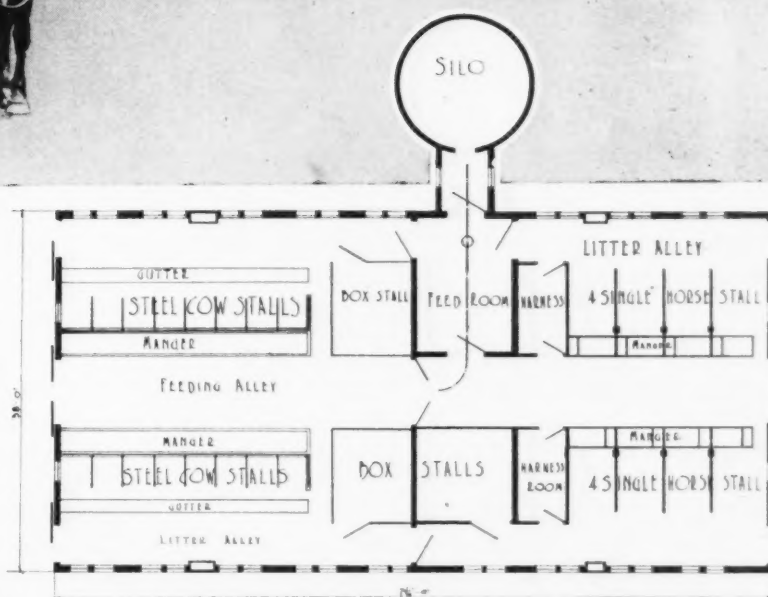 SILO
LITTER ALLEY
GUTTER
STEEL COW STALLS
BOX STALL
FEED ROOM
HARNESS
4 SINGLE HORSE STALL
MANGER
MANGER
FEEDING ALLEY
38'-0"
MANGER
MANGER
STEEL COW STALLS
BOX STALLS
HARNESS
ROOM
4 SINGLE HORSE STALL
GUTTER
LITTER ALLEY